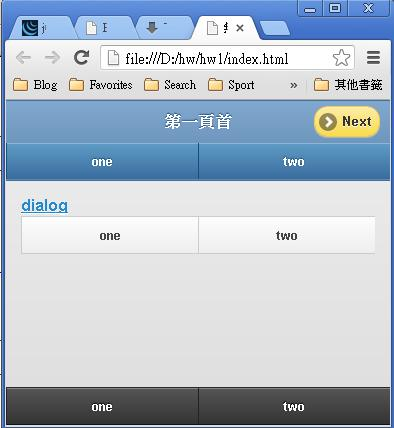 file:///D:/hw/hw1/index.html
Blog Favorites Search Sport » 其他書籤
第一頁首 Next
one two
dialog
one two
one two